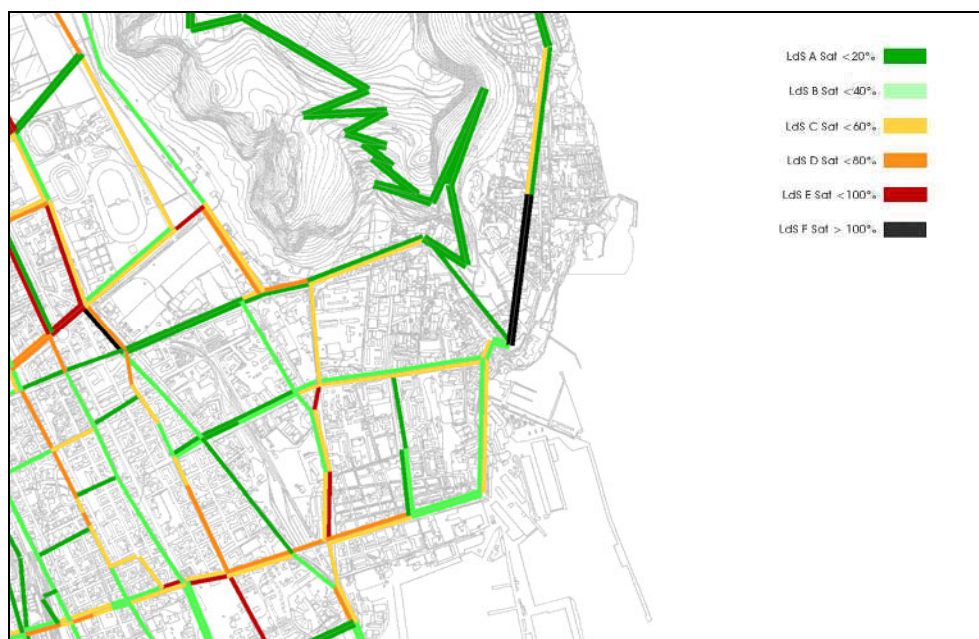 LdS A Sat <20%
LdS B Sat <40%
LdS C Sat <60%
LdS D Sat <80%
LdS E Sat <100%
LdS F Sat > 100%